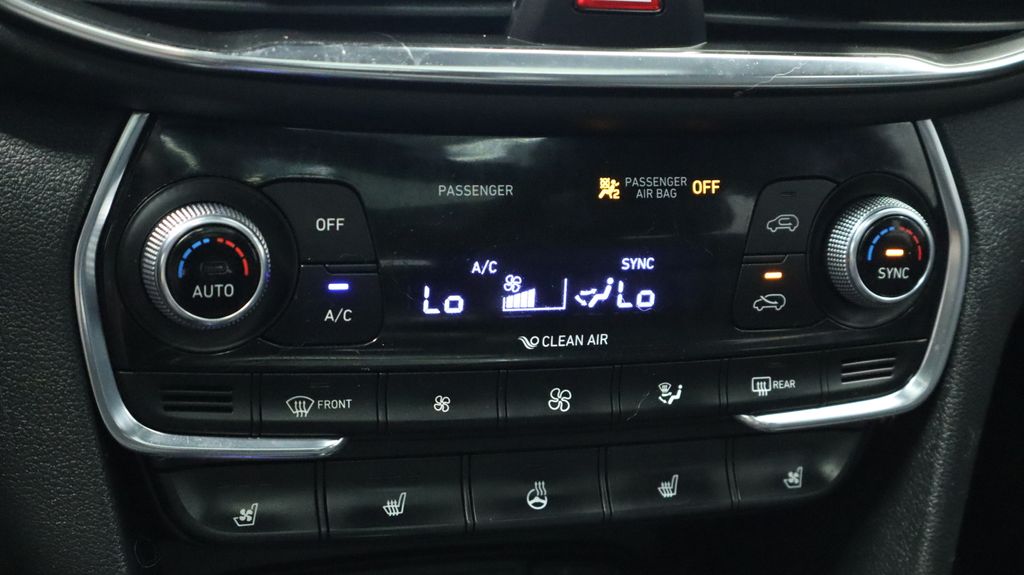 PASSENGER
PASSENGER
AIR BAG
OFF
OFF
A/C
SYNC
AUTO
Lo
Lo
SYNC
A/C
CLEAN AIR
FRONT
REAR